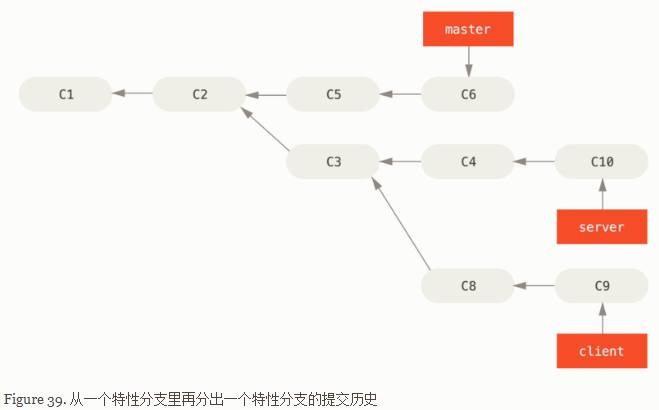 master
C1 C2 C5 C6
C3 C4 C10
server
C8 C9
client
Figure 39. 从一个特性分支里再分出一个特性分支的提交历史